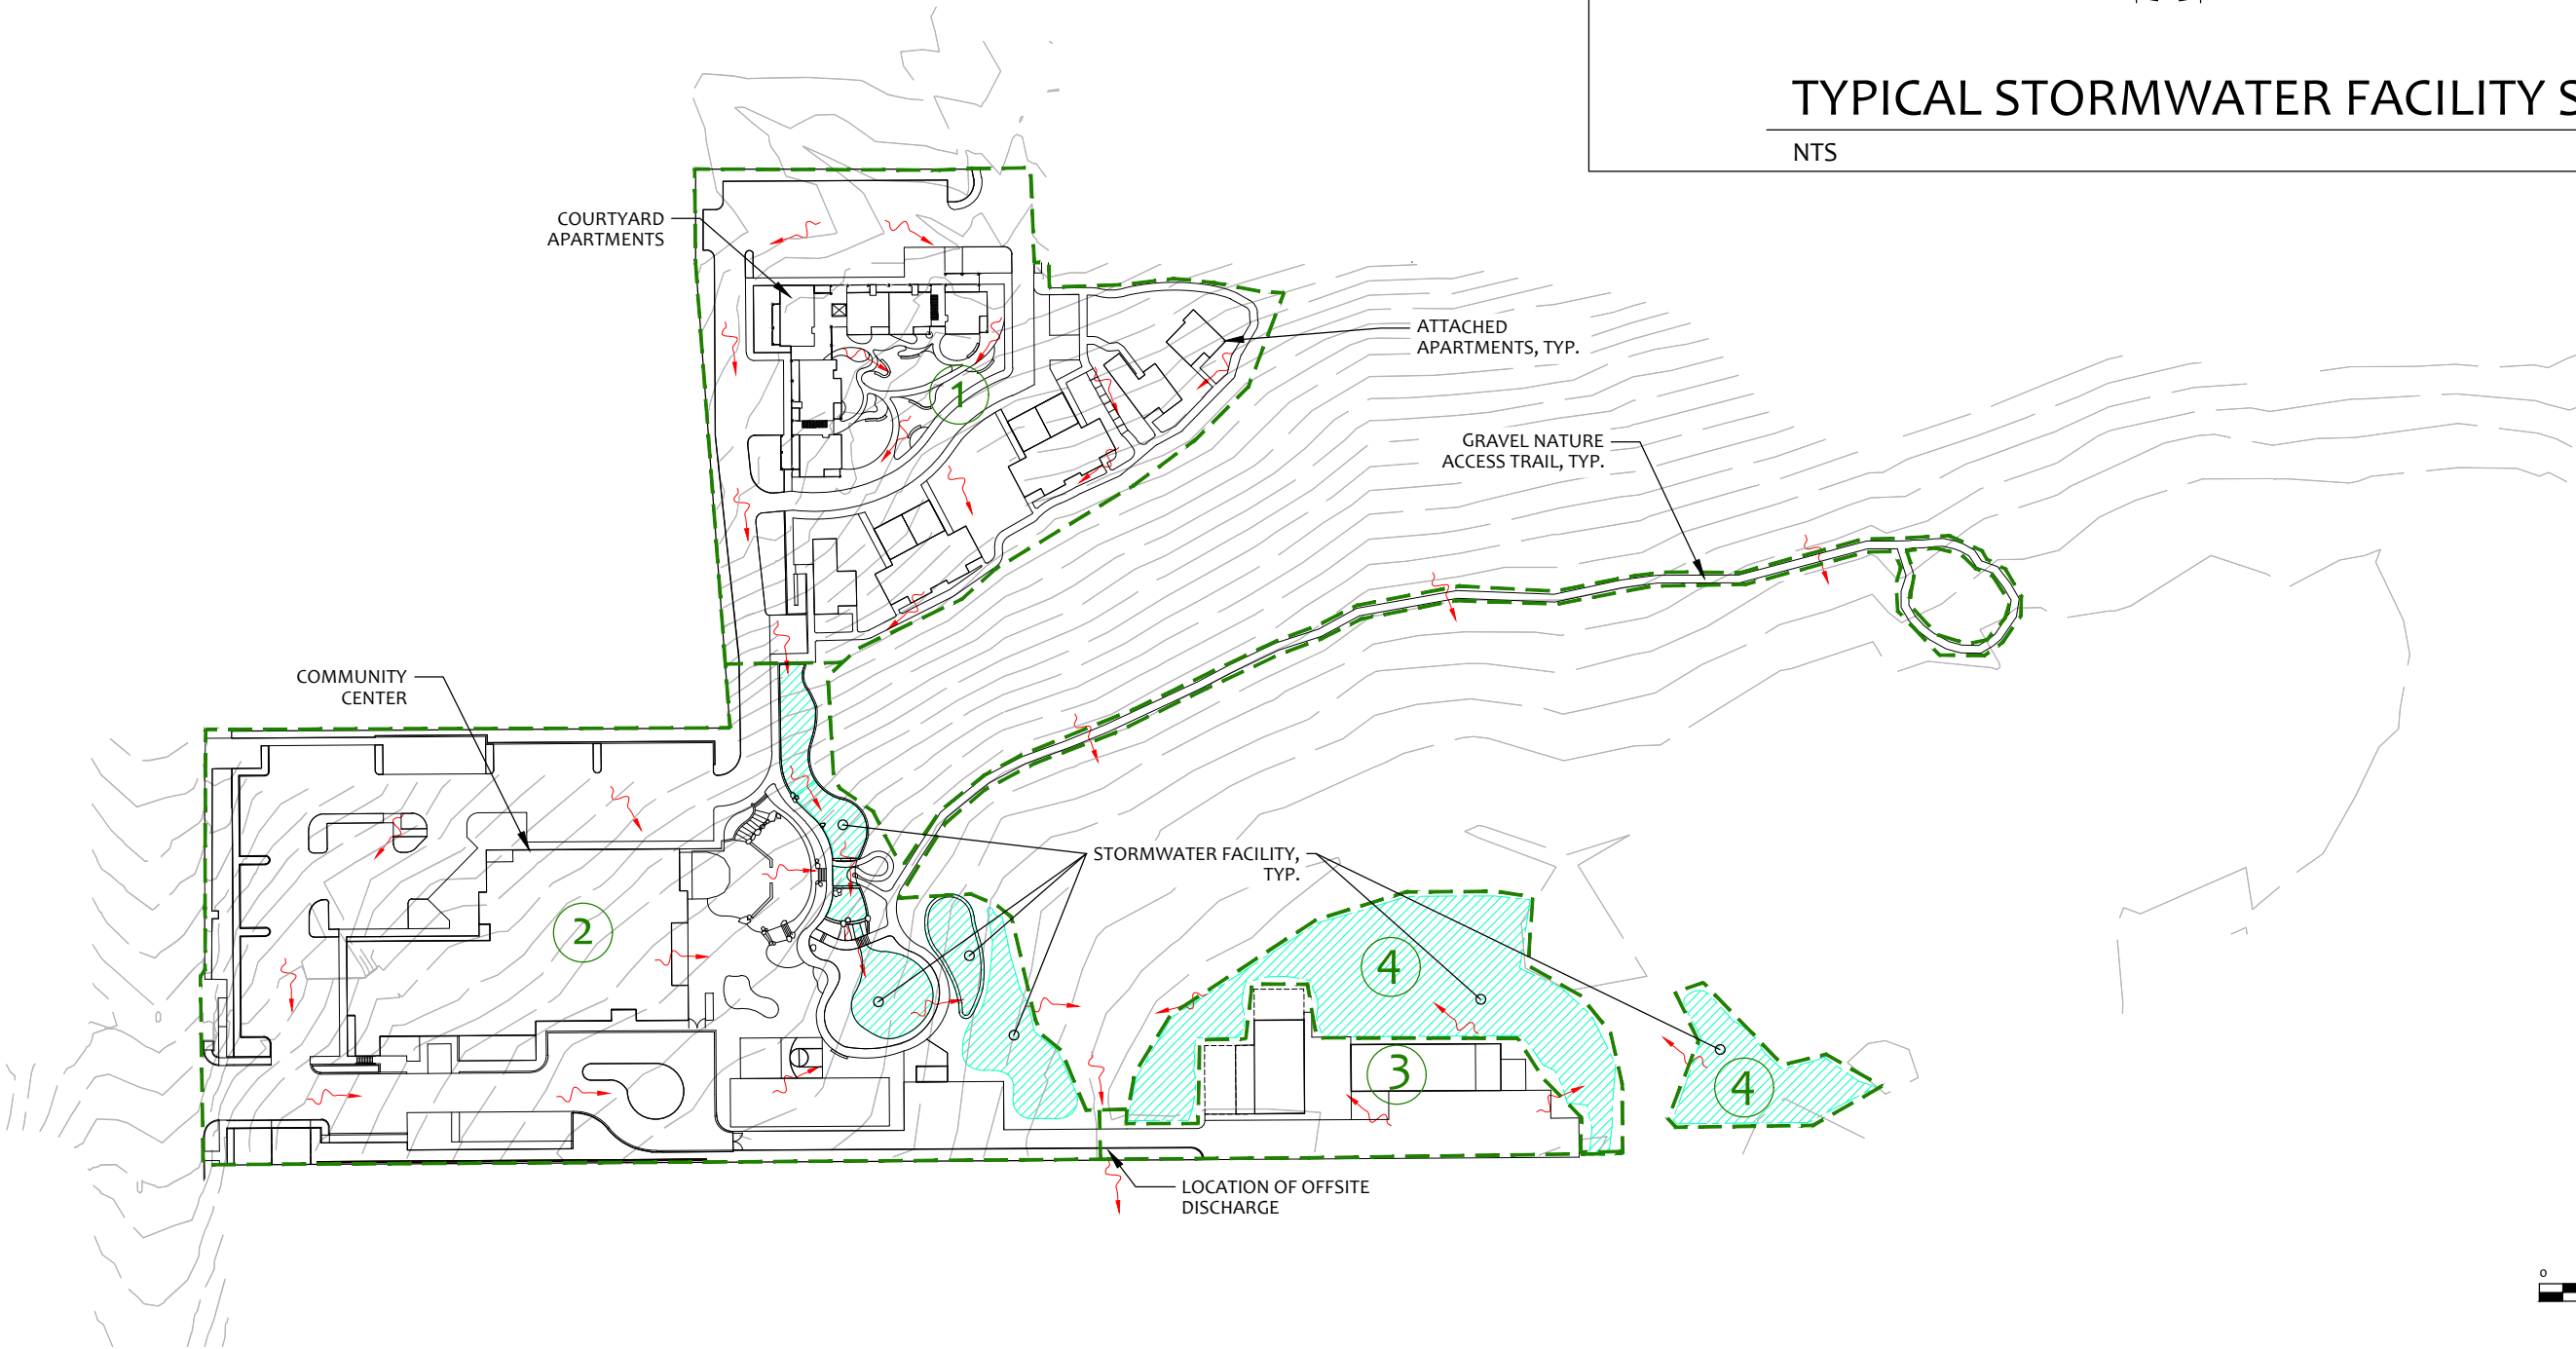 TYPICAL STORMWATER FACILITY S
NTS
COURTYARD
APARTMENTS
ATTACHED
APARTMENTS, TYP.
1
GRAVEL NATURE
ACCESS TRAIL, TYP.
COMMUNITY
CENTER
STORMWATER FACILITY,
TYP.
2
4
3
4
LOCATION OF OFFSITE
DISCHARGE
0